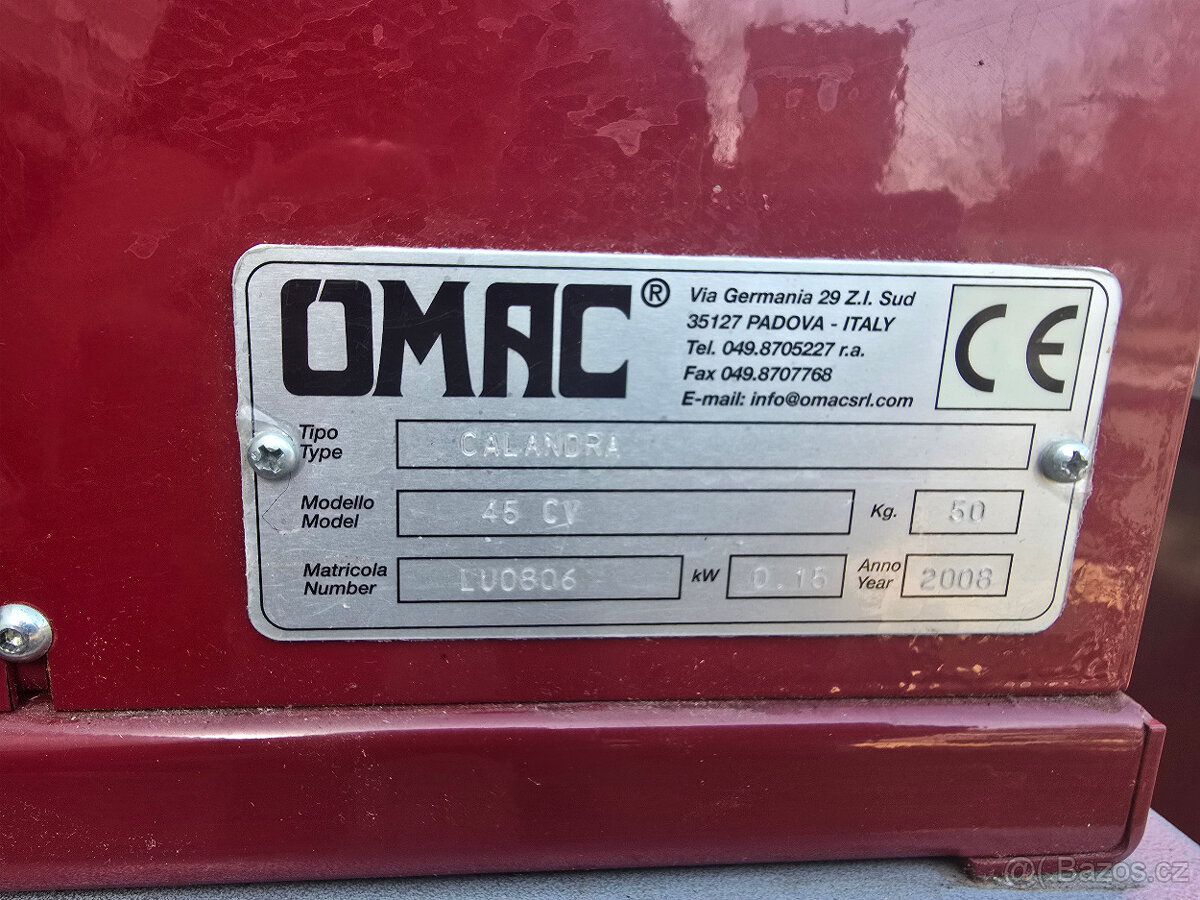 OMAC®
Via Germania 29 Z.I. Sud
35127 PADOVA - ITALY
Tel. 049.8705227 r.a.
Fax 049.8707768
E-mail: info@omacsrl.com
CE
Tipo
Type
CALANDRA
Modello
Model
45 CV
Kg.
50
Matricola
Number
LU0806
kW
0.15
Anno
Year
2008
@( Bazos.cz